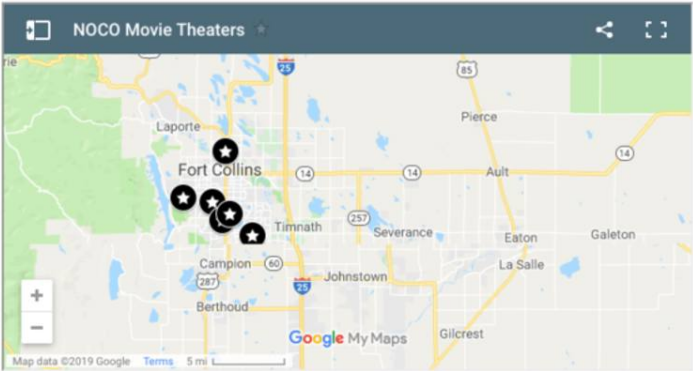 NOCO Movie Theaters
rie
25
85
Laporte
Pierce
Fort Collins
14
14
Ault
14
257
Timnath
Severance
Eaton
Galeton
Campion
60
La Salle
287
25
Johnstown
Berthoud
Google My Maps
Gilcrest
+
−
Map data ©2019 Google Terms 5 mi